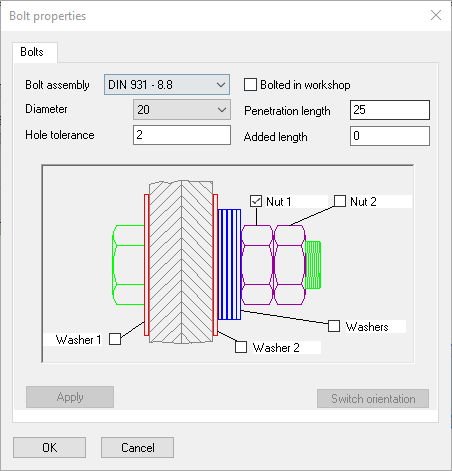 Bolt properties
Bolts
Bolt assembly DIN 931 - 8.8 Bolted in workshop
Diameter 20 Penetration length 25
Hole tolerance 2 Added length 0
Nut 1 Nut 2
Washers
Washer 1 Washer 2
Apply Switch orientation
OK Cancel